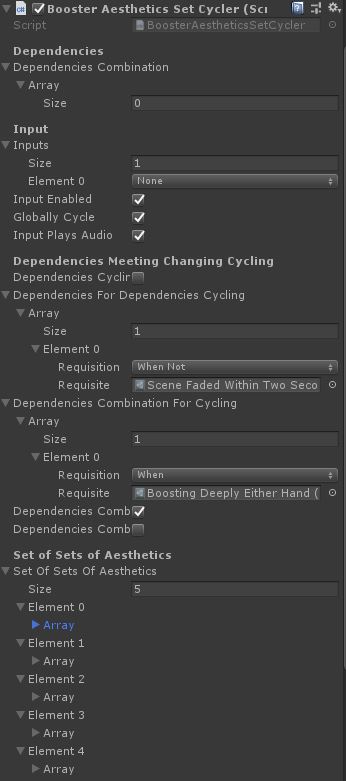 Booster Aesthetics Set Cycler (Scr
Script BoosterAestheticsSetCycler
Dependencies
Dependencies Combination
Array
Size 0
Input
Inputs
Size 1
Element 0 None
Input Enabled
Globally Cycle
Input Plays Audio
Dependencies Meeting Changing Cycling
Dependencies Cyclir
Dependencies For Dependencies Cycling
Array
Size 1
Element 0
Requisition When Not
Requisite Scene Faded Within Two Seco
Dependencies Combination For Cycling
Array
Size 1
Element 0
Requisition When
Requisite Boosting Deeply Either Hand (
Dependencies Comb
Dependencies Comb
Set of Sets of Aesthetics
Set Of Sets Of Aesthetics
Size 5
Element 0
Array
Element 1
Array
Element 2
Array
Element 3
Array
Element 4
Array